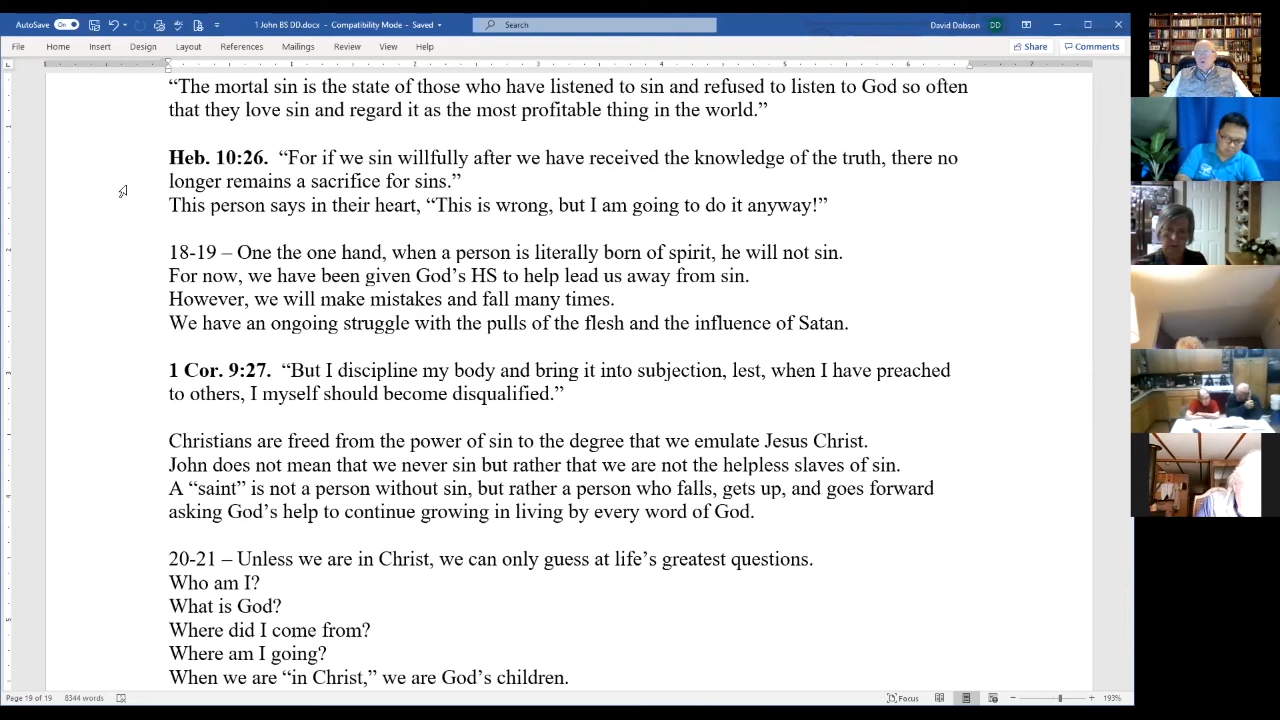 AutoSave On 1 John BS DD.docx - Compatibility Mode - Saved Search David Dobson DD
File Home Insert Design Layout References Mailings Review View Help Share Comments
“The mortal sin is the state of those who have listened to sin and refused to listen to God so often
that they love sin and regard it as the most profitable thing in the world.”
Heb. 10:26. “For if we sin willfully after we have received the knowledge of the truth, there no
longer remains a sacrifice for sins.”
This person says in their heart, “This is wrong, but I am going to do it anyway!”
18-19 – One the one hand, when a person is literally born of spirit, he will not sin.
For now, we have been given God’s HS to help lead us away from sin.
However, we will make mistakes and fall many times.
We have an ongoing struggle with the pulls of the flesh and the influence of Satan.
1 Cor. 9:27. “But I discipline my body and bring it into subjection, lest, when I have preached
to others, I myself should become disqualified.”
Christians are freed from the power of sin to the degree that we emulate Jesus Christ.
John does not mean that we never sin but rather that we are not the helpless slaves of sin.
A “saint” is not a person without sin, but rather a person who falls, gets up, and goes forward
asking God’s help to continue growing in living by every word of God.
20-21 – Unless we are in Christ, we can only guess at life’s greatest questions.
Who am I?
What is God?
Where did I come from?
Where am I going?
When we are “in Christ,” we are God’s children.
Page 19 of 19 8344 words Focus 193%